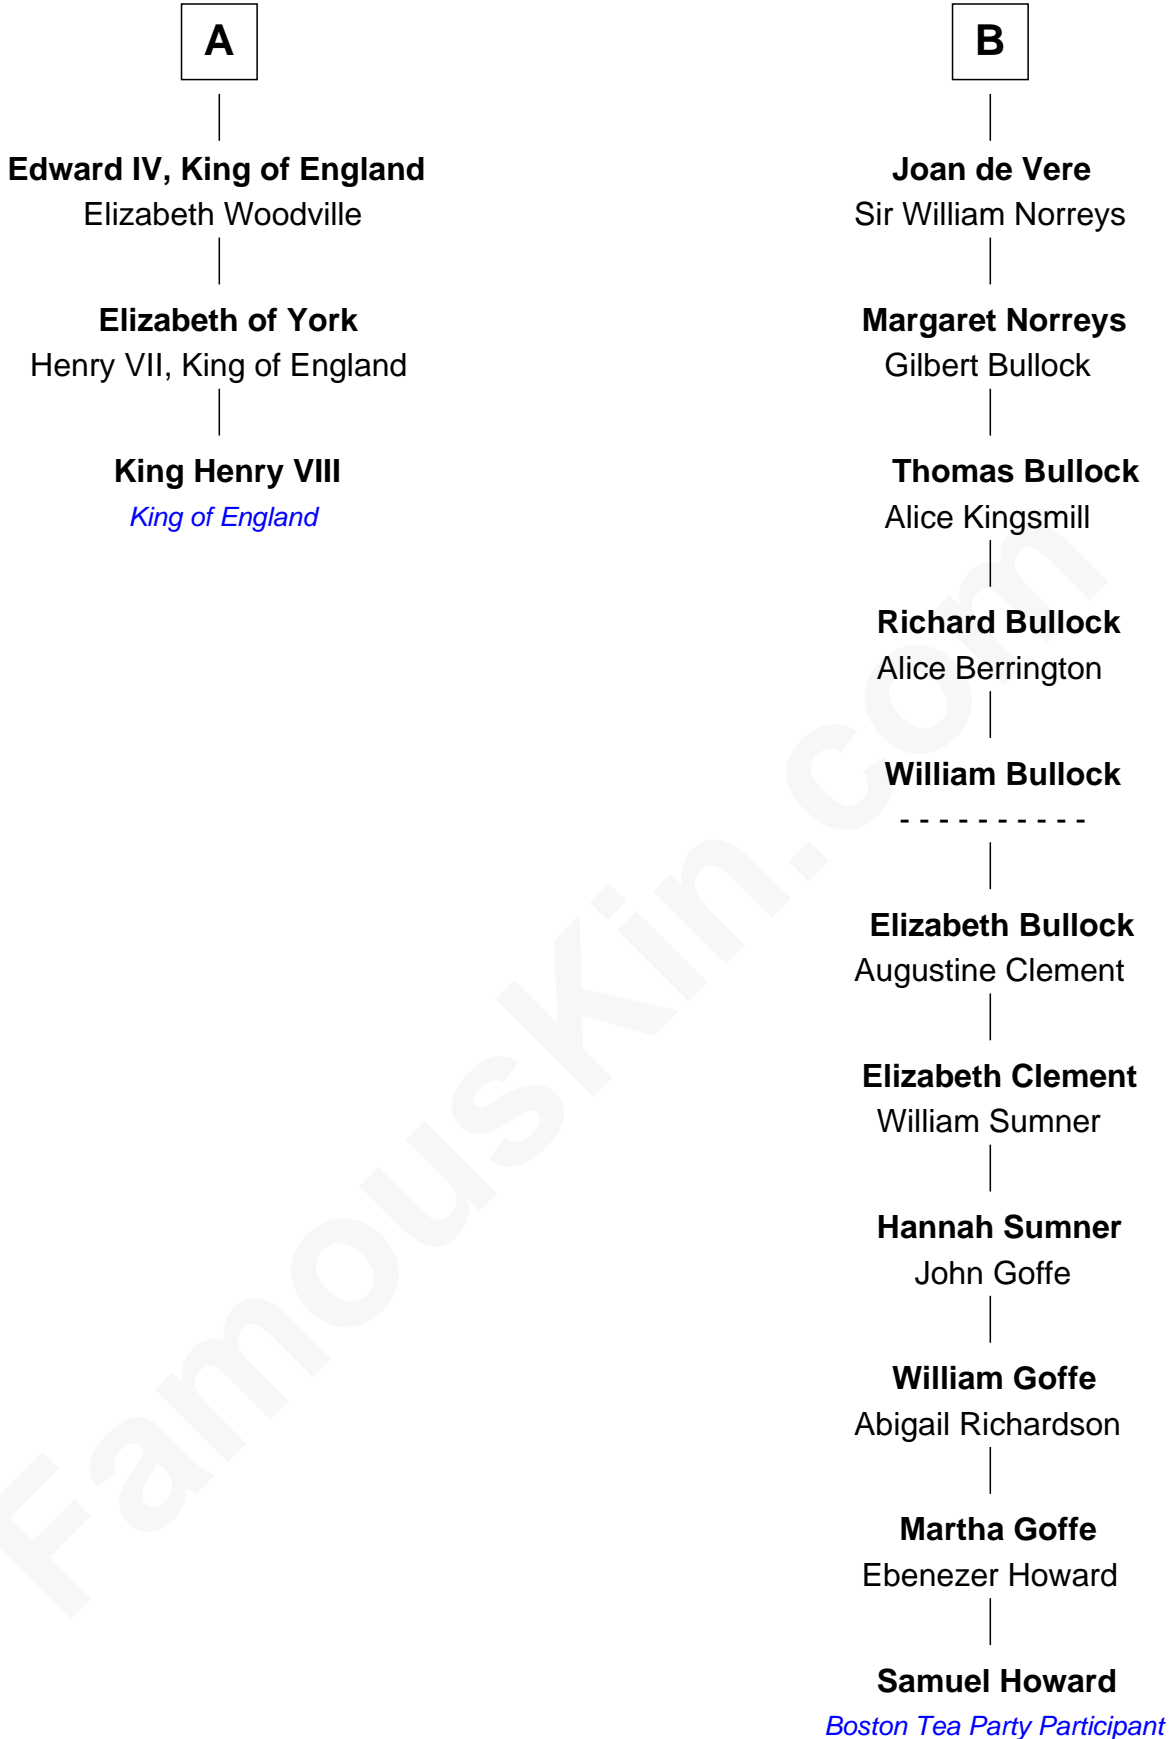 A
Edward IV, King of England
Elizabeth Woodville
Elizabeth of York
Henry VII, King of England
King Henry VIII
King of England
B
Joan de Vere
Sir William Norreys
Margaret Norreys
Gilbert Bullock
Thomas Bullock
Alice Kingsmill
Richard Bullock
Alice Berrington
William Bullock
- - - - - - - - - -
Elizabeth Bullock
Augustine Clement
Elizabeth Clement
William Sumner
Hannah Sumner
John Goffe
William Goffe
Abigail Richardson
Martha Goffe
Ebenezer Howard
Samuel Howard
Boston Tea Party Participant
FamousKin.com